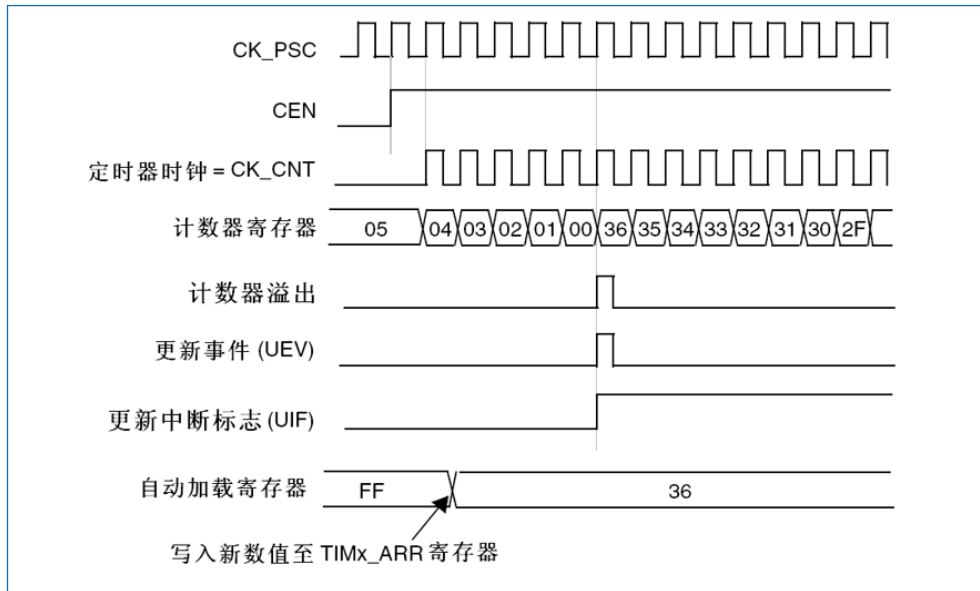 CK_PSC
CEN
定时器时钟 = CK_CNT
计数器寄存器 05 04 03 02 01 00 36 35 34 33 32 31 30 2F
计数器溢出
更新事件 (UEV)
更新中断标志 (UIF)
自动加载寄存器 FF 36
写入新数值至 TIMx_ARR 寄存器